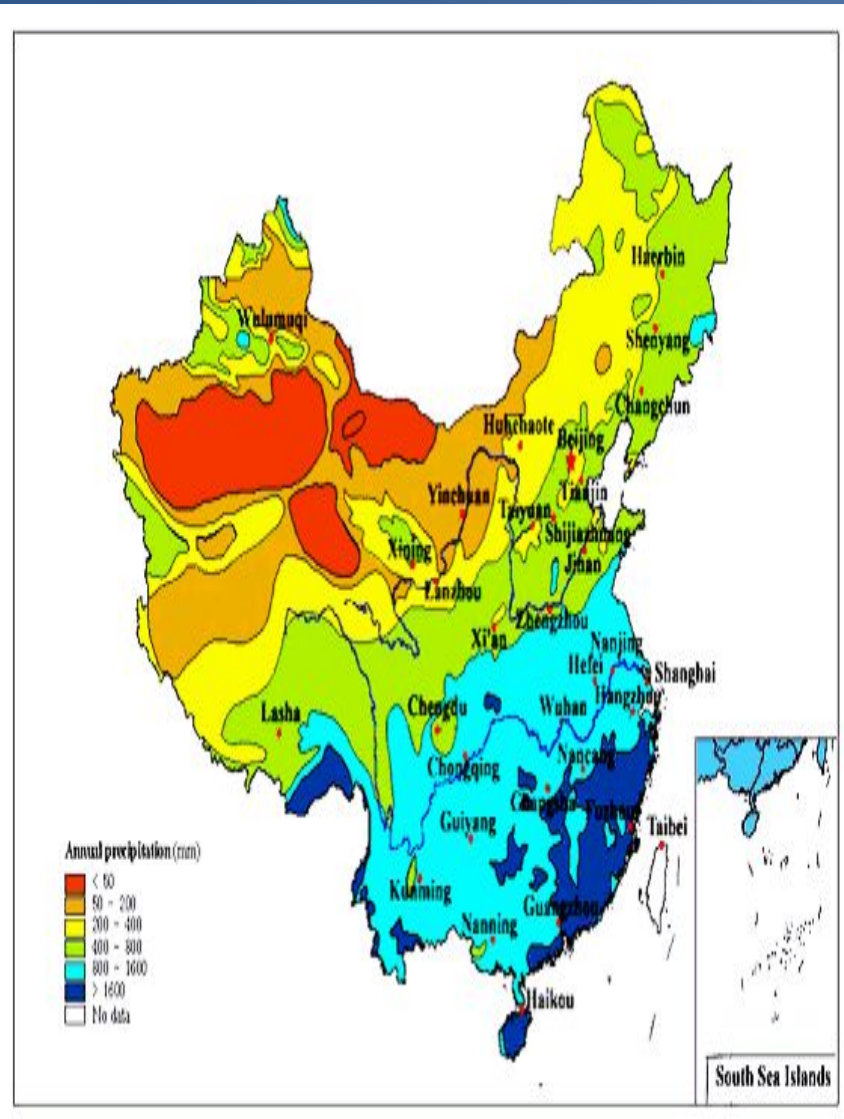 Haerbin
Wulumuqi
Shenyang
Changchun
Huhehaote
Beijing
Yinchuan
Tianjin
Taiyuan
Shijiazhuang
Xining
Jinan
Lanzhou
Zhengzhou
Xi'an
Nanjing
Hefei
Shanghai
Hangzhou
Lasha
Chengdu
Wuhan
Chongqing
Nancang
Changsha
Fuzhou
Guiyang
Taibei
Kunming
Guangzhou
Nanning
Haikou
Annual precipitation (mm)
< 50
50 - 200
200 - 400
400 - 800
800 - 1600
> 1600
No data
South Sea Islands